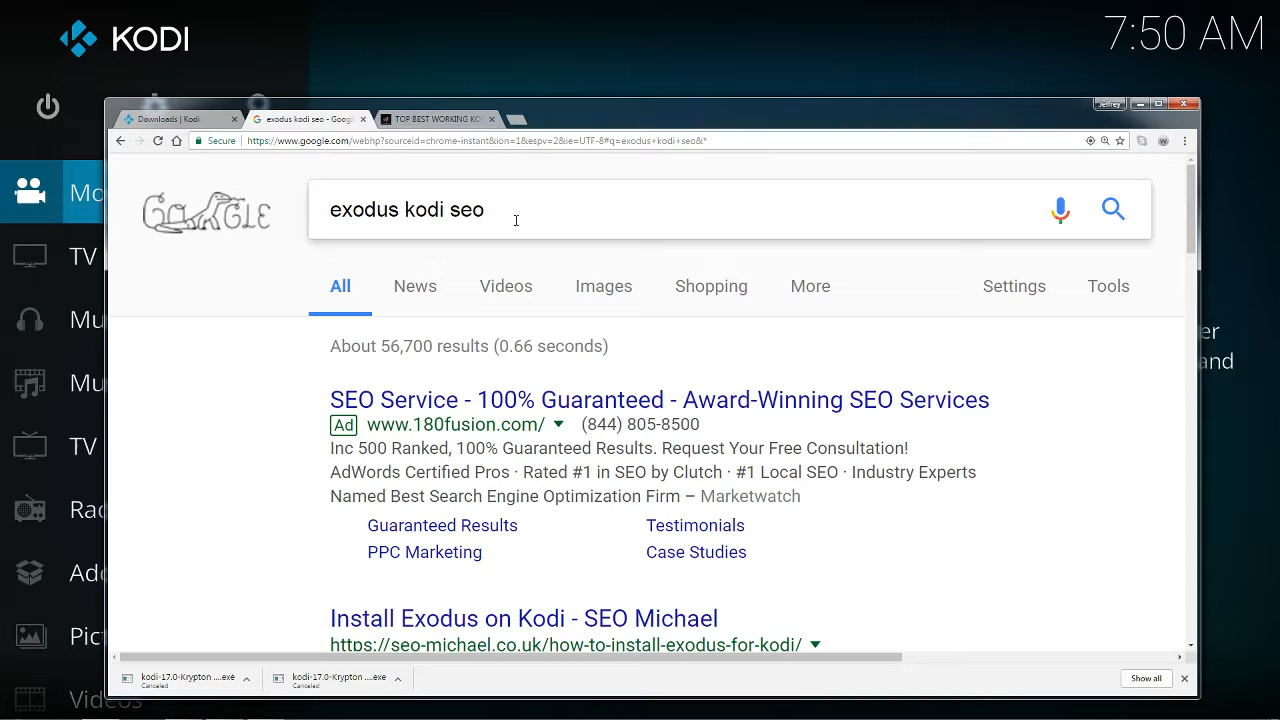 KODI
7:50 AM
Jeffrey
Downloads | Kodi
exodus kodi seo - Goog
TOP BEST WORKING KO
Secure
https://www.google.com/webhp?sourceid=chrome-instant&ion=1&espv=2&ie=UTF-8#q=exodus+kodi+seo&*
Google
exodus kodi seo
All
News
Videos
Images
Shopping
More
Settings
Tools
About 56,700 results (0.66 seconds)
SEO Service - 100% Guaranteed - Award-Winning SEO Services
Ad www.180fusion.com/ (844) 805-8500
Inc 500 Ranked, 100% Guaranteed Results. Request Your Free Consultation!
AdWords Certified Pros · Rated #1 in SEO by Clutch · #1 Local SEO · Industry Experts
Named Best Search Engine Optimization Firm – Marketwatch
Guaranteed Results
Testimonials
PPC Marketing
Case Studies
Install Exodus on Kodi - SEO Michael
https://seo-michael.co.uk/how-to-install-exodus-for-kodi/
kodi-17.0-Krypton ....exe
Canceled
kodi-17.0-Krypton ....exe
Canceled
Show all
Mo
TV
Mu
Mu
TV
Rad
Add
Pict
Videos
er
and